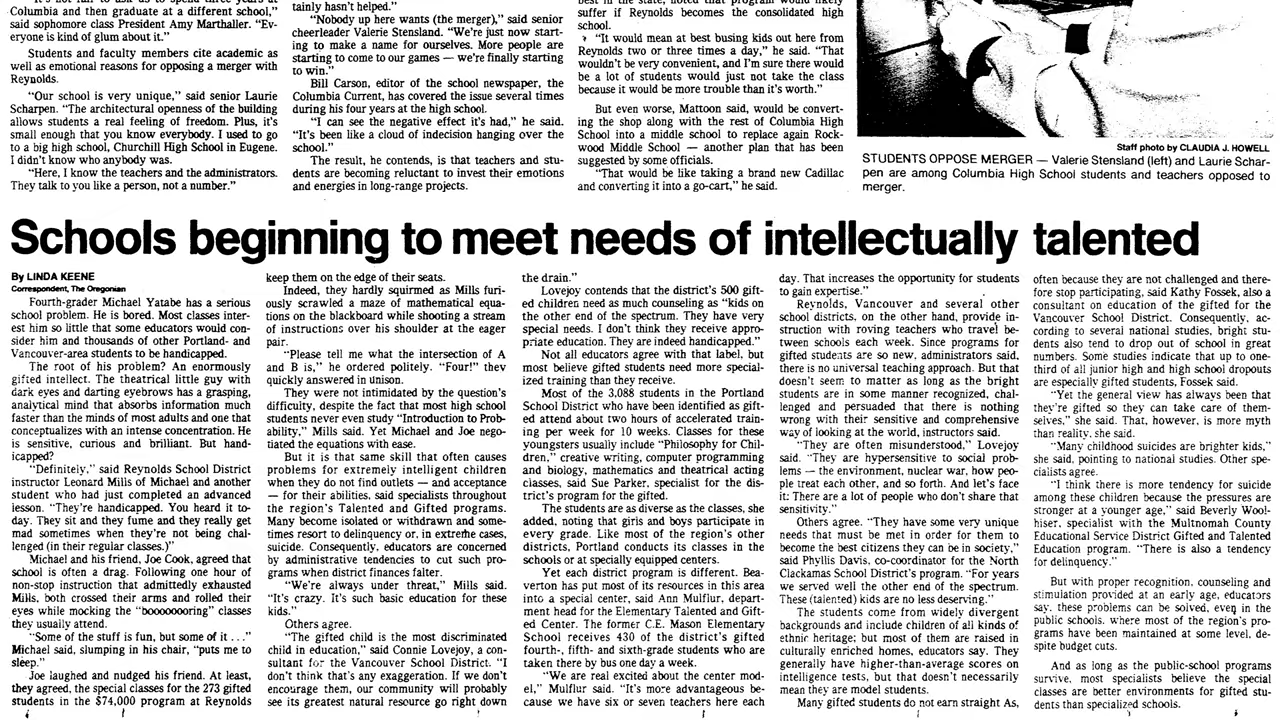 "It's not fair to ask us to spend three years at
Columbia and then graduate at a different school,"
said sophomore class President Amy Marthaller. "Ev-
eryone is kind of glum about it."
Students and faculty members cite academic as
well as emotional reasons for opposing a merger with
Reynolds.
"Our school is very unique," said senior Laurie
Scharpen. "The architectural openness of the building
allows students a real feeling of freedom. Plus, it's
small enough that you know everybody. I used to go
to a big high school, Churchill High School in Eugene.
I didn't know who anybody was.
"Here, I know the teachers and the administrators.
They talk to you like a person, not a number."
tainly hasn't helped."
"Nobody up here wants (the merger)," said senior
cheerleader Valerie Stensland. "We're just now start-
ing to make a name for ourselves. More people are
starting to come to our games — we're finally starting
to win."
Bill Carson, editor of the school newspaper, the
Columbia Current, has covered the issue several times
during his four years at the high school.
"I can see the negative effect it's had," he said.
"It's been like a cloud of indecision hanging over the
school."
The result, he contends, is that teachers and stu-
dents are becoming reluctant to invest their emotions
and energies in long-range projects.
best in the state, noted that program would likely
suffer if Reynolds becomes the consolidated high
school.
"It would mean at best busing kids out here from
Reynolds two or three times a day," he said. "That
wouldn't be very convenient, and I'm sure there would
be a lot of students would just not take the class
because it would be more trouble than it's worth."
But even worse, Mattoon said, would be convert-
ing the shop along with the rest of Columbia High
School into a middle school to replace again Rock-
wood Middle School — another plan that has been
suggested by some officials.
"That would be like taking a brand new Cadillac
and converting it into a go-cart," he said.
Staff photo by CLAUDIA J. HOWELL
STUDENTS OPPOSE MERGER — Valerie Stensland (left) and Laurie Schar-
pen are among Columbia High School students and teachers opposed to
merger.
Schools beginning to meet needs of intellectually talented
By LINDA KEENE
Correspondent, The Oregonian
Fourth-grader Michael Yatabe has a serious
school problem. He is bored. Most classes inter-
est him so little that some educators would con-
sider him and thousands of other Portland- and
Vancouver-area students to be handicapped.
The root of his problem? An enormously
gifted intellect. The theatrical little guy with
dark eyes and darting eyebrows has a grasping,
analytical mind that absorbs information much
faster than the minds of most adults and one that
conceptualizes with an intense concentration. He
is sensitive, curious and brilliant. But hand-
icapped?
"Definitely," said Reynolds School District
instructor Leonard Mills of Michael and another
student who had just completed an advanced
lesson. "They're handicapped. You heard it to-
day. They sit and they fume and they really get
mad sometimes when they're not being chal-
lenged (in their regular classes.)"
Michael and his friend, Joe Cook, agreed that
school is often a drag. Following one hour of
non-stop instruction that admittedly exhausted
Mills, both crossed their arms and rolled their
eyes while mocking the "boooooooring" classes
they usually attend.
"Some of the stuff is fun, but some of it . . ."
Michael said, slumping in his chair, "puts me to
sleep."
Joe laughed and nudged his friend. At least,
they agreed, the special classes for the 273 gifted
students in the $74,000 program at Reynolds
keep them on the edge of their seats.
Indeed, they hardly squirmed as Mills furi-
ously scrawled a maze of mathematical equa-
tions on the blackboard while shooting a stream
of instructions over his shoulder at the eager
pair.
"Please tell me what the intersection of A
and B is," he ordered politely. "Four!" they
quickly answered in unison.
They were not intimidated by the question's
difficulty, despite the fact that most high school
students never even study "Introduction to Prob-
ability," Mills said. Yet Michael and Joe nego-
tiated the equations with ease.
But it is that same skill that often causes
problems for extremely intelligent children
when they do not find outlets — and acceptance
— for their abilities, said specialists throughout
the region's Talented and Gifted programs.
Many become isolated or withdrawn and some-
times resort to delinquency or, in extreme cases,
suicide. Consequently, educators are concerned
by administrative tendencies to cut such pro-
grams when district finances falter.
"We're always under threat," Mills said.
"It's crazy. It's such basic education for these
kids."
Others agree.
"The gifted child is the most discriminated
child in education," said Connie Lovejoy, a con-
sultant for the Vancouver School District. "I
don't think that's any exaggeration. If we don't
encourage them, our community will probably
see its greatest natural resource go right down
the drain."
Lovejoy contends that the district's 500 gift-
ed children need as much counseling as "kids on
the other end of the spectrum. They have very
special needs. I don't think they receive appro-
priate education. They are indeed handicapped."
Not all educators agree with that label, but
most believe gifted students need more special-
ized training than they receive.
Most of the 3,088 students in the Portland
School District who have been identified as gift-
ed attend about two hours of accelerated train-
ing per week for 10 weeks. Classes for these
youngsters usually include "Philosophy for Chil-
dren," creative writing, computer programming
and biology, mathematics and theatrical acting
classes, said Sue Parker, specialist for the dis-
trict's program for the gifted.
The students are as diverse as the classes, she
added, noting that girls and boys participate in
every grade. Like most of the region's other
districts, Portland conducts its classes in the
schools or at specially equipped centers.
Yet each district program is different. Bea-
verton has put most of its resources in this area
into a special center, said Ann Mulflur, depart-
ment head for the Elementary Talented and Gift-
ed Center. The former C.E. Mason Elementary
School receives 430 of the district's gifted
fourth-, fifth- and sixth-grade students who are
taken there by bus one day a week.
"We are real excited about the center mod-
el," Mulflur said. "It's more advantageous be-
cause we have six or seven teachers here each
day. That increases the opportunity for students
to gain expertise."
Reynolds, Vancouver and several other
school districts, on the other hand, provide in-
struction with roving teachers who travel be-
tween schools each week. Since programs for
gifted students are so new, administrators said,
there is no universal teaching approach. But that
doesn't seem to matter as long as the bright
students are in some manner recognized, chal-
lenged and persuaded that there is nothing
wrong with their sensitive and comprehensive
way of looking at the world, instructors said.
"They are often misunderstood," Lovejoy
said. "They are hypersensitive to social prob-
lems — the environment, nuclear war, how peo-
ple treat each other, and so forth. And let's face
it: There are a lot of people who don't share that
sensitivity."
Others agree. "They have some very unique
needs that must be met in order for them to
become the best citizens they can be in society,"
said Phyllis Davis, co-coordinator for the North
Clackamas School District's program. "For years
we served well the other end of the spectrum.
These (talented) kids are no less deserving."
The students come from widely divergent
backgrounds and include children of all kinds of
ethnic heritage; but most of them are raised in
culturally enriched homes, educators say. They
generally have higher-than-average scores on
intelligence tests, but that doesn't necessarily
mean they are model students.
Many gifted students do not earn straight As,
often because they are not challenged and there-
fore stop participating, said Kathy Fossek, also a
consultant on education of the gifted for the
Vancouver School District. Consequently, ac-
cording to several national studies, bright stu-
dents also tend to drop out of school in great
numbers. Some studies indicate that up to one-
third of all junior high and high school dropouts
are especially gifted students, Fossek said.
"Yet the general view has always been that
they're gifted so they can take care of them-
selves," she said. That, however, is more myth
than reality, she said.
"Many childhood suicides are brighter kids,"
she said, pointing to national studies. Other spe-
cialists agree.
"I think there is more tendency for suicide
among these children because the pressures are
stronger at a younger age," said Beverly Wool-
hiser, specialist with the Multnomah County
Educational Service District Gifted and Talented
Education program. "There is also a tendency
for delinquency."
But with proper recognition, counseling and
stimulation provided at an early age, educators
say, these problems can be solved, even in the
public schools, where most of the region's pro-
grams have been maintained at some level, de-
spite budget cuts.
And as long as the public-school programs
survive, most specialists believe the special
classes are better environments for gifted stu-
dents than specialized schools.